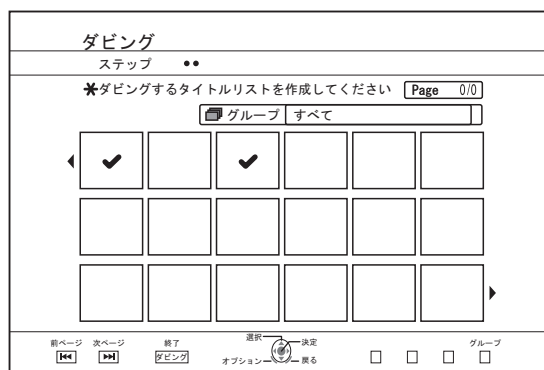 ダビング
ステップ
ダビングするタイトルリストを作成してください Page 0/0
グループ すべて
前ページ 次ページ 終了 ダビング
選択 決定
オプション 戻る
グループ